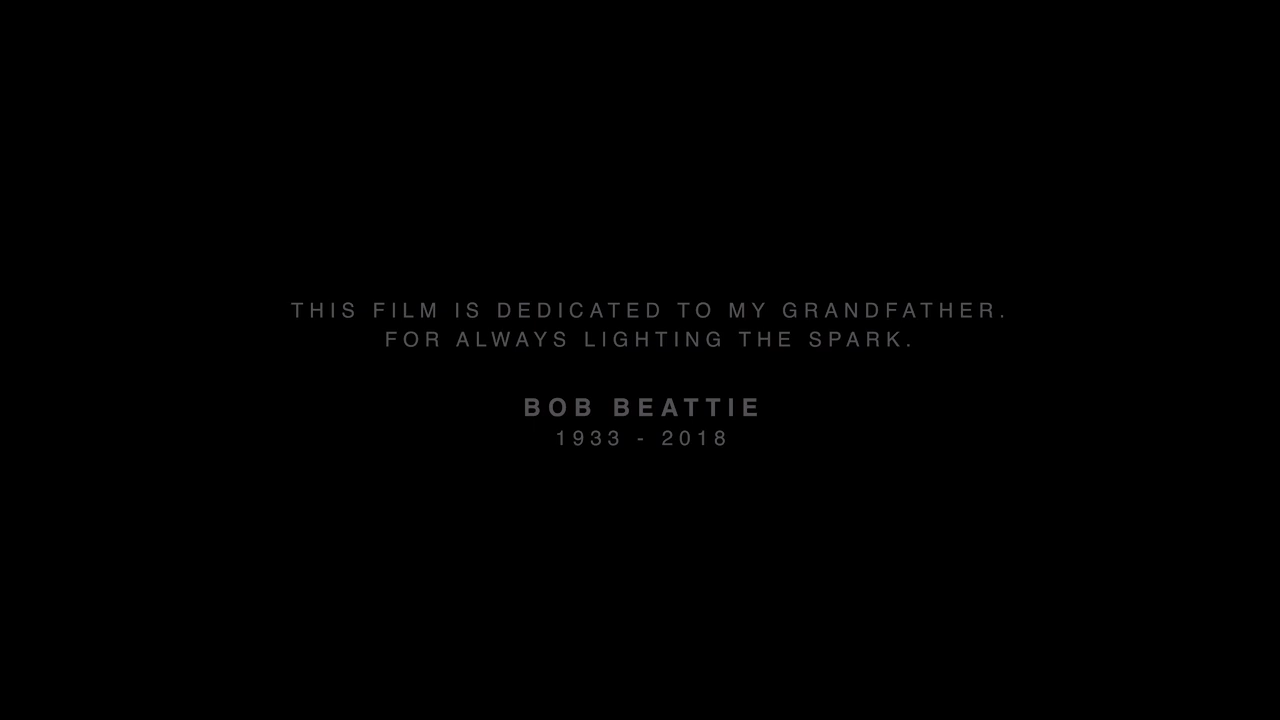 THIS FILM IS DEDICATED TO MY GRANDFATHER.
FOR ALWAYS LIGHTING THE SPARK.
BOB BEATTIE
1933 - 2018